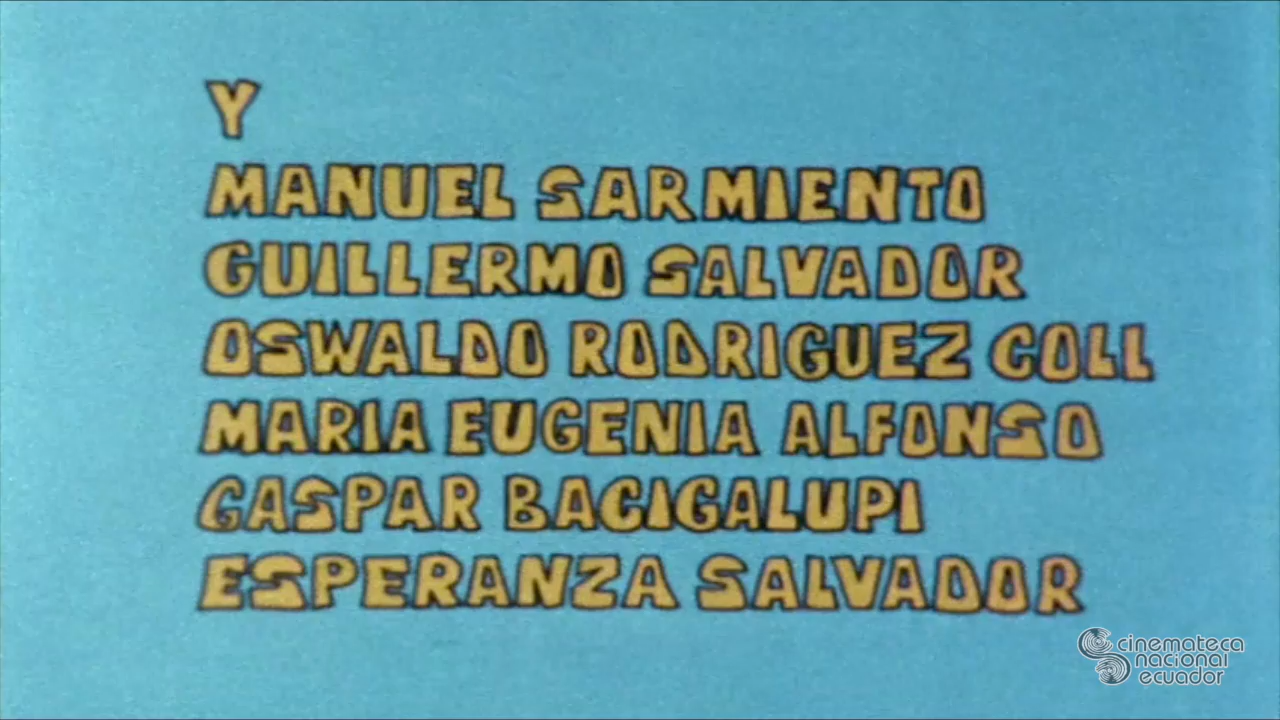 Y
MANUEL SARMIENTO
GUILLERMO SALVADOR
OSWALDO RODRIGUEZ COLL
MARIA EUGENIA ALFONSO
GASPAR BACIGALUPI
ESPERANZA SALVADOR
cinemateca
nacional
ecuador